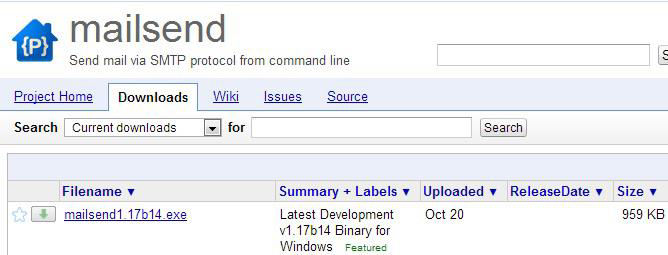 {P}
mailsend
Send mail via SMTP protocol from command line
S
Project Home Downloads Wiki Issues Source
Search Current downloads for Search
Filename ▼ Summary + Labels ▼ Uploaded ▼ ReleaseDate ▼ Size ▼
mailsend1.17b14.exe Latest Development Oct 20 959 KB
v1.17b14 Binary for
Windows Featured